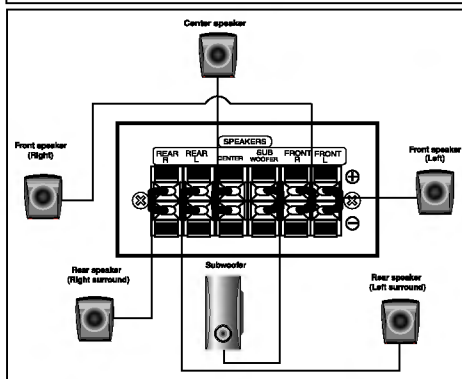 Center speaker
Front speaker
(Right)
SPEAKERS
REAR
R
REAR
L
CENTER
SUB
WOOFER
FRONT
R
FRONT
L
Front speaker
(Left)
Rear speaker
(Right surround)
Subwoofer
Rear speaker
(Left surround)